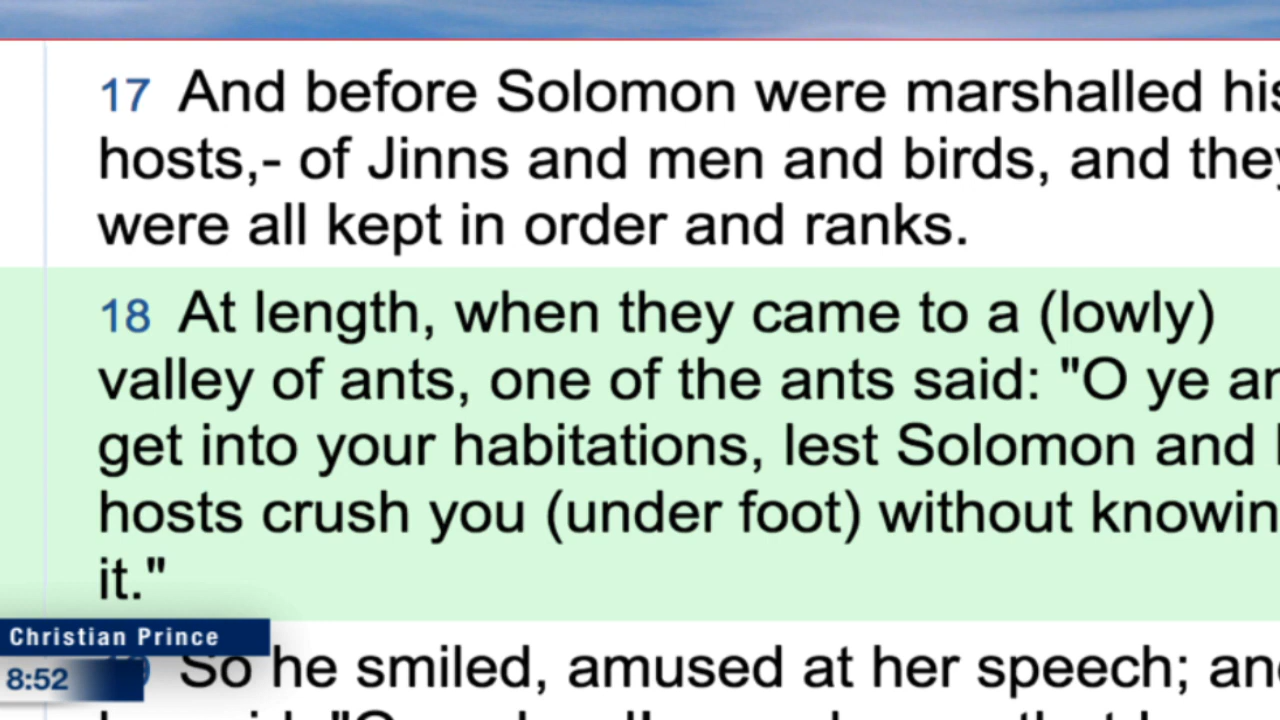 17 And before Solomon were marshalled his
hosts,- of Jinns and men and birds, and they
were all kept in order and ranks.
18 At length, when they came to a (lowly)
valley of ants, one of the ants said: "O ye
get into your habitations, lest Solomon and
hosts crush you (under foot) without
it."
Christian Prince
8:52
So he smiled, amused at her speech;